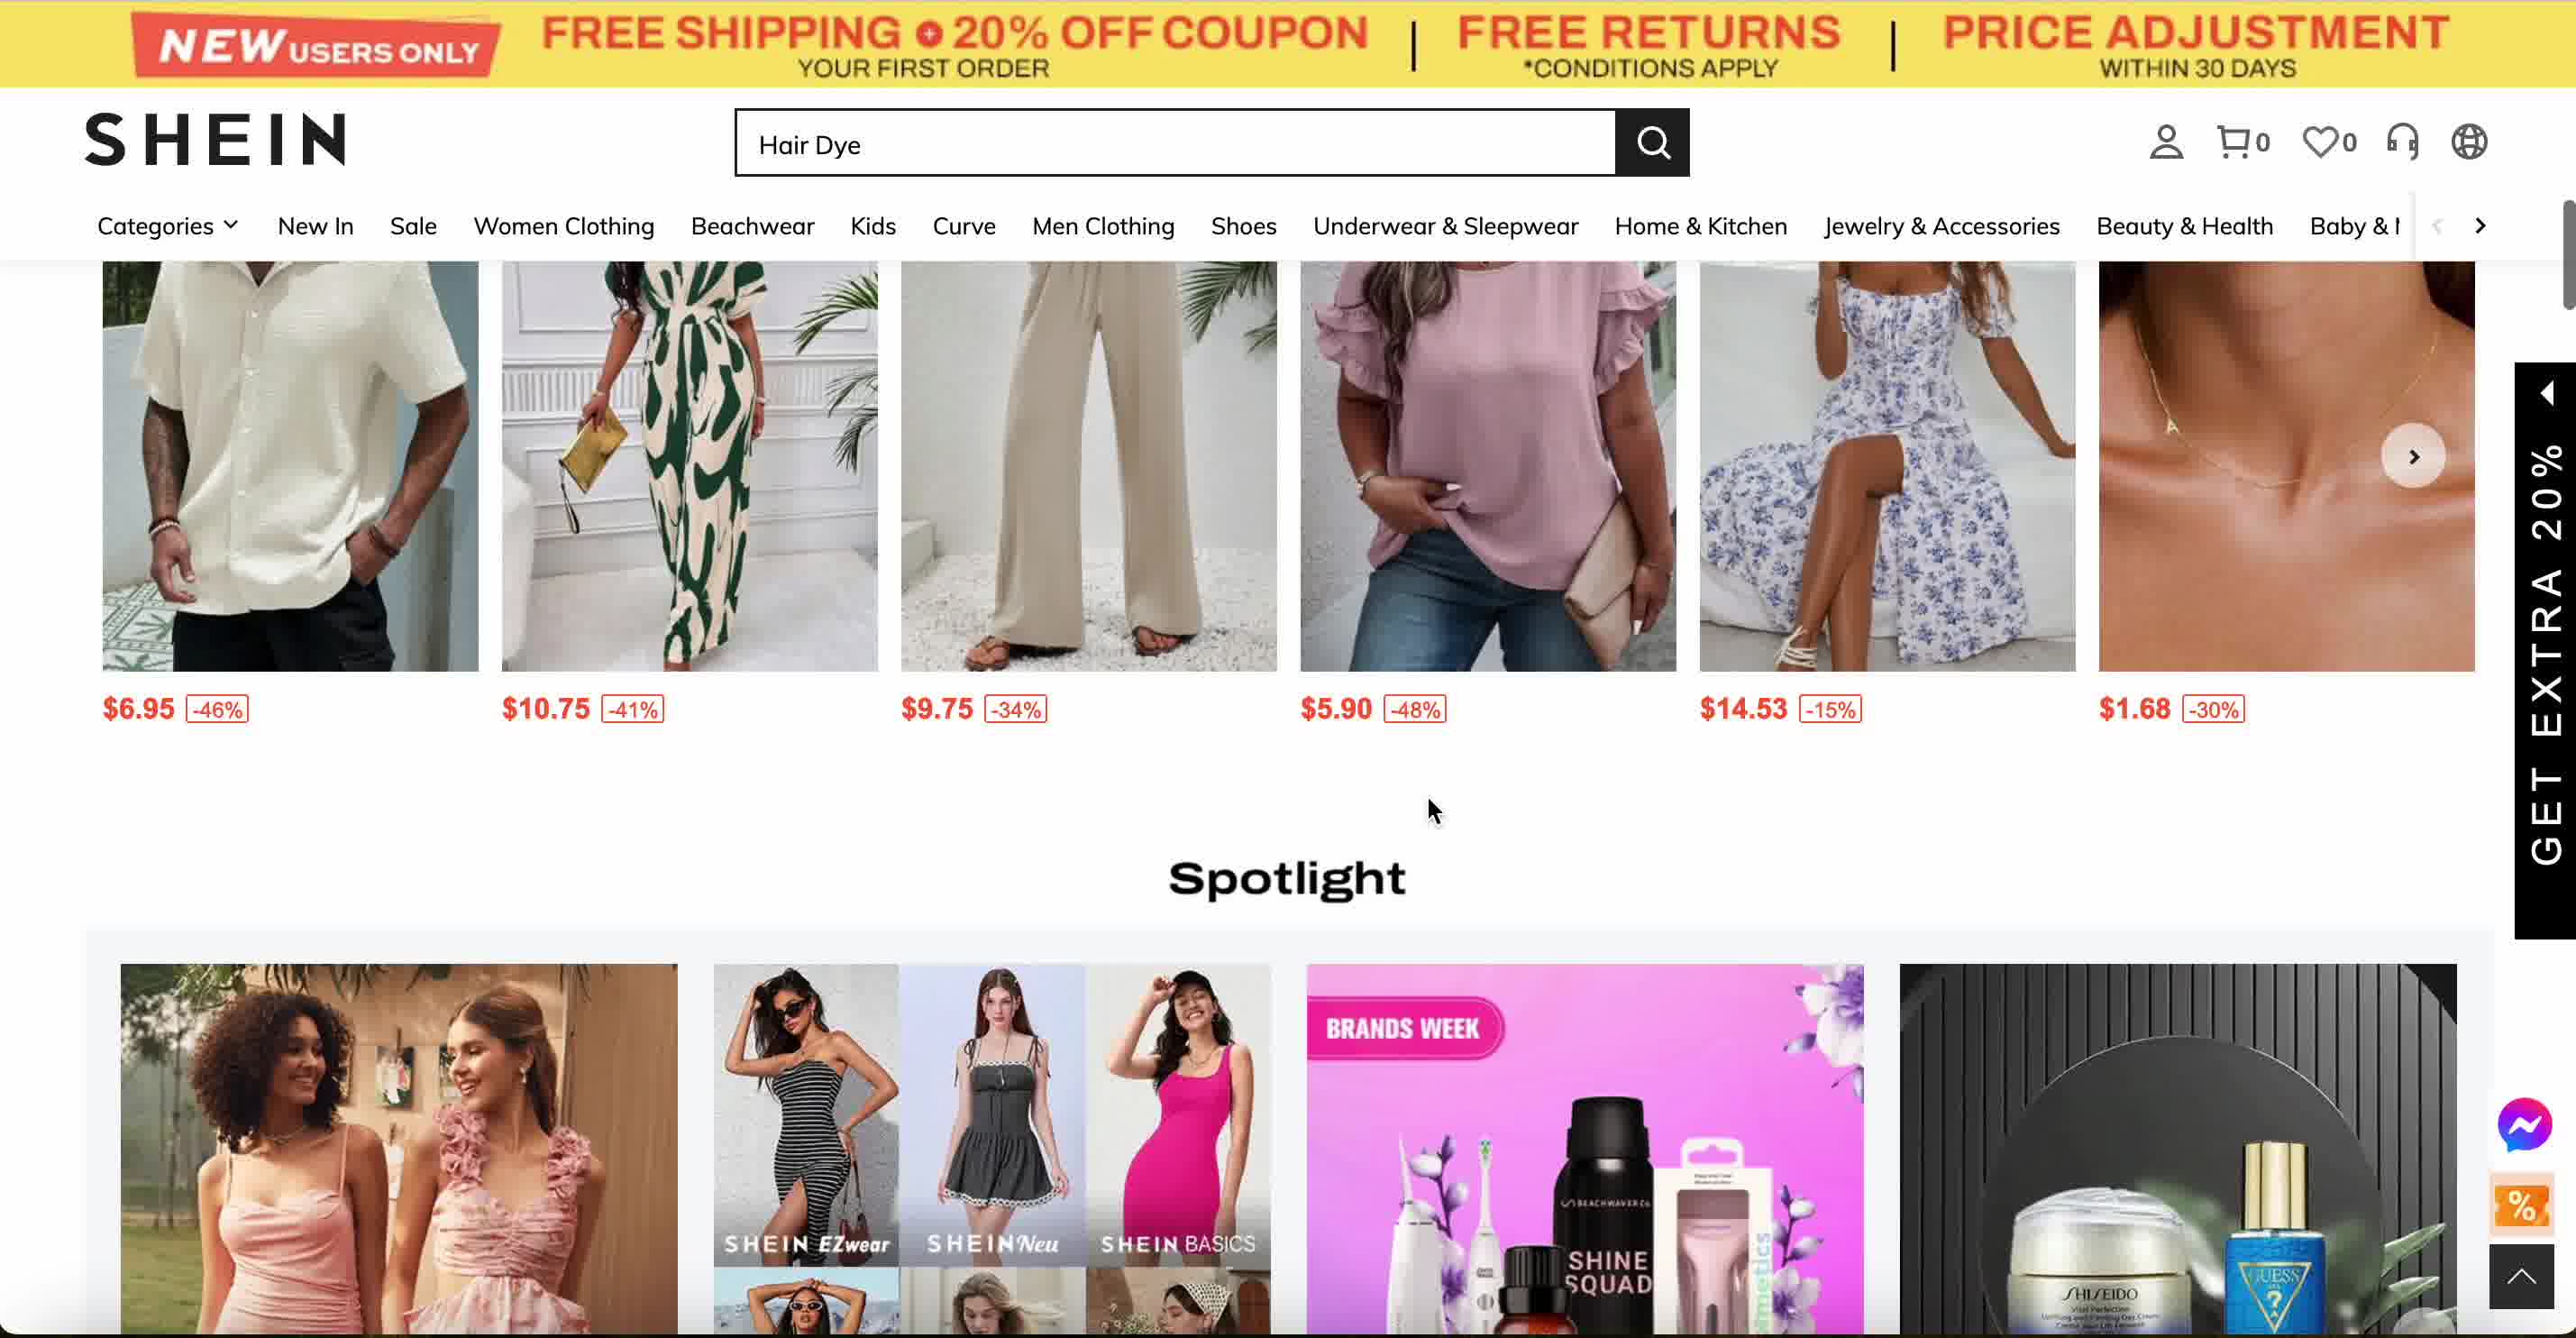 NEW USERS ONLY
FREE SHIPPING + 20% OFF COUPON
YOUR FIRST ORDER
FREE RETURNS
*CONDITIONS APPLY
PRICE ADJUSTMENT
WITHIN 30 DAYS
SHEIN
Hair Dye
0
0
Categories New In Sale Women Clothing Beachwear Kids Curve Men Clothing Shoes Underwear & Sleepwear Home & Kitchen Jewelry & Accessories Beauty & Health Baby &
$6.95 -46%
$10.75 -41%
$9.75 -34%
$5.90 -48%
$14.53 -15%
$1.68 -30%
GET EXTRA 20%
Spotlight
SHEIN EZwear
SHEIN Neu
SHEIN BASICS
BRANDS WEEK
BEACHWAVER Co
SHINE
SQUAD
SHISEIDO
GUESS
?
%